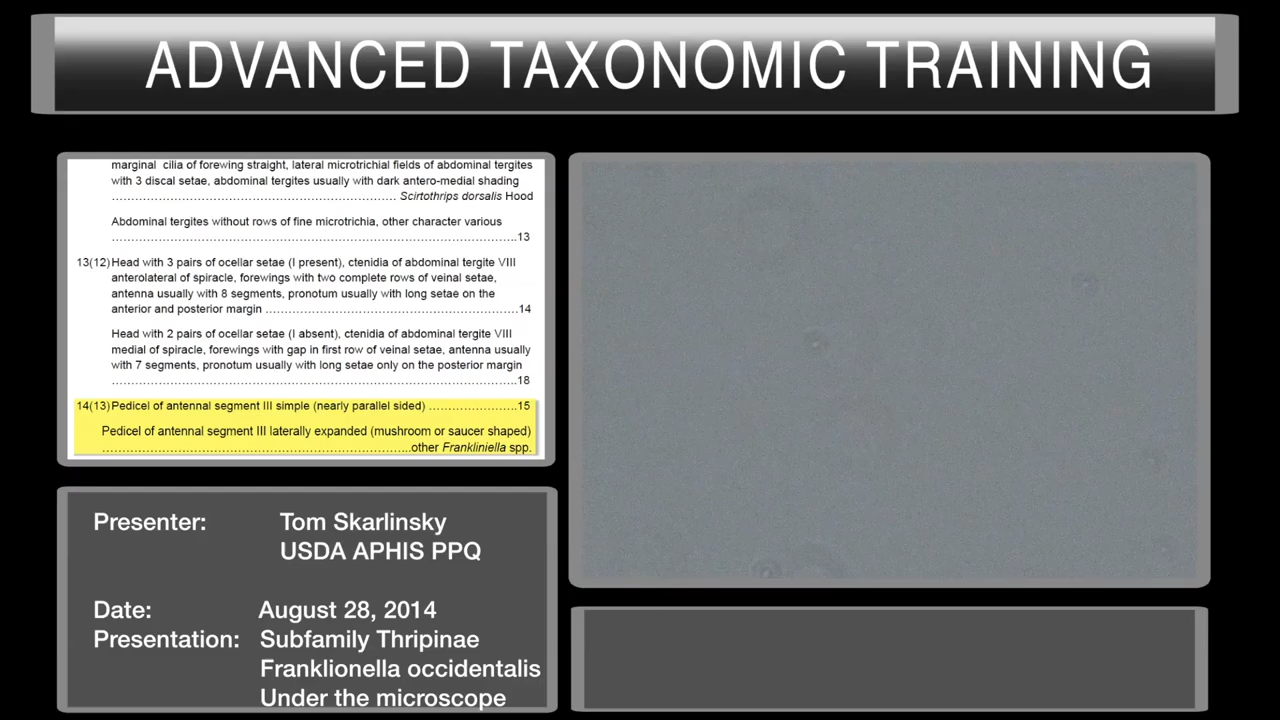 ADVANCED TAXONOMIC TRAINING
marginal cilia of forewing straight, lateral microtrichial fields of abdominal tergites
with 3 discal setae, abdominal tergites usually with dark antero-medial shading
........................................................................ Scirtothrips dorsalis Hood
Abdominal tergites without rows of fine microtrichia, other character various
.....................................................................................................13
13(12)Head with 3 pairs of ocellar setae (I present), ctenidia of abdominal tergite VIII
anterolateral of spiracle, forewings with two complete rows of veinal setae,
antenna usually with 8 segments, pronotum usually with long setae on the
anterior and posterior margin ...............................................................14
Head with 2 pairs of ocellar setae (I absent), ctenidia of abdominal tergite VIII
medial of spiracle, forewings with gap in first row of veinal setae, antenna usually
with 7 segments, pronotum usually with long setae only on the posterior margin
.....................................................................................................18
14(13)Pedicel of antennal segment III simple (nearly parallel sided) ......................15
Pedicel of antennal segment III laterally expanded (mushroom or saucer shaped)
.............................................................................other Frankliniella spp.
Presenter: Tom Skarlinsky
USDA APHIS PPQ
Date: August 28, 2014
Presentation: Subfamily Thripinae
Franklionella occidentalis
Under the microscope